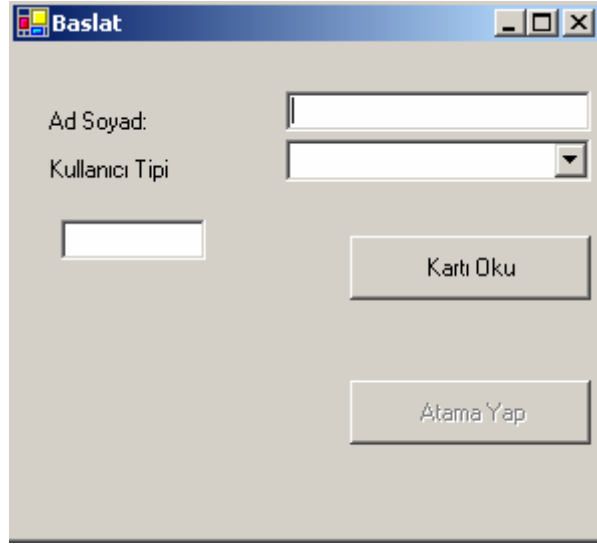 Baslat
Ad Soyad:
Kullanıcı Tipi
Kartı Oku
Atama Yap